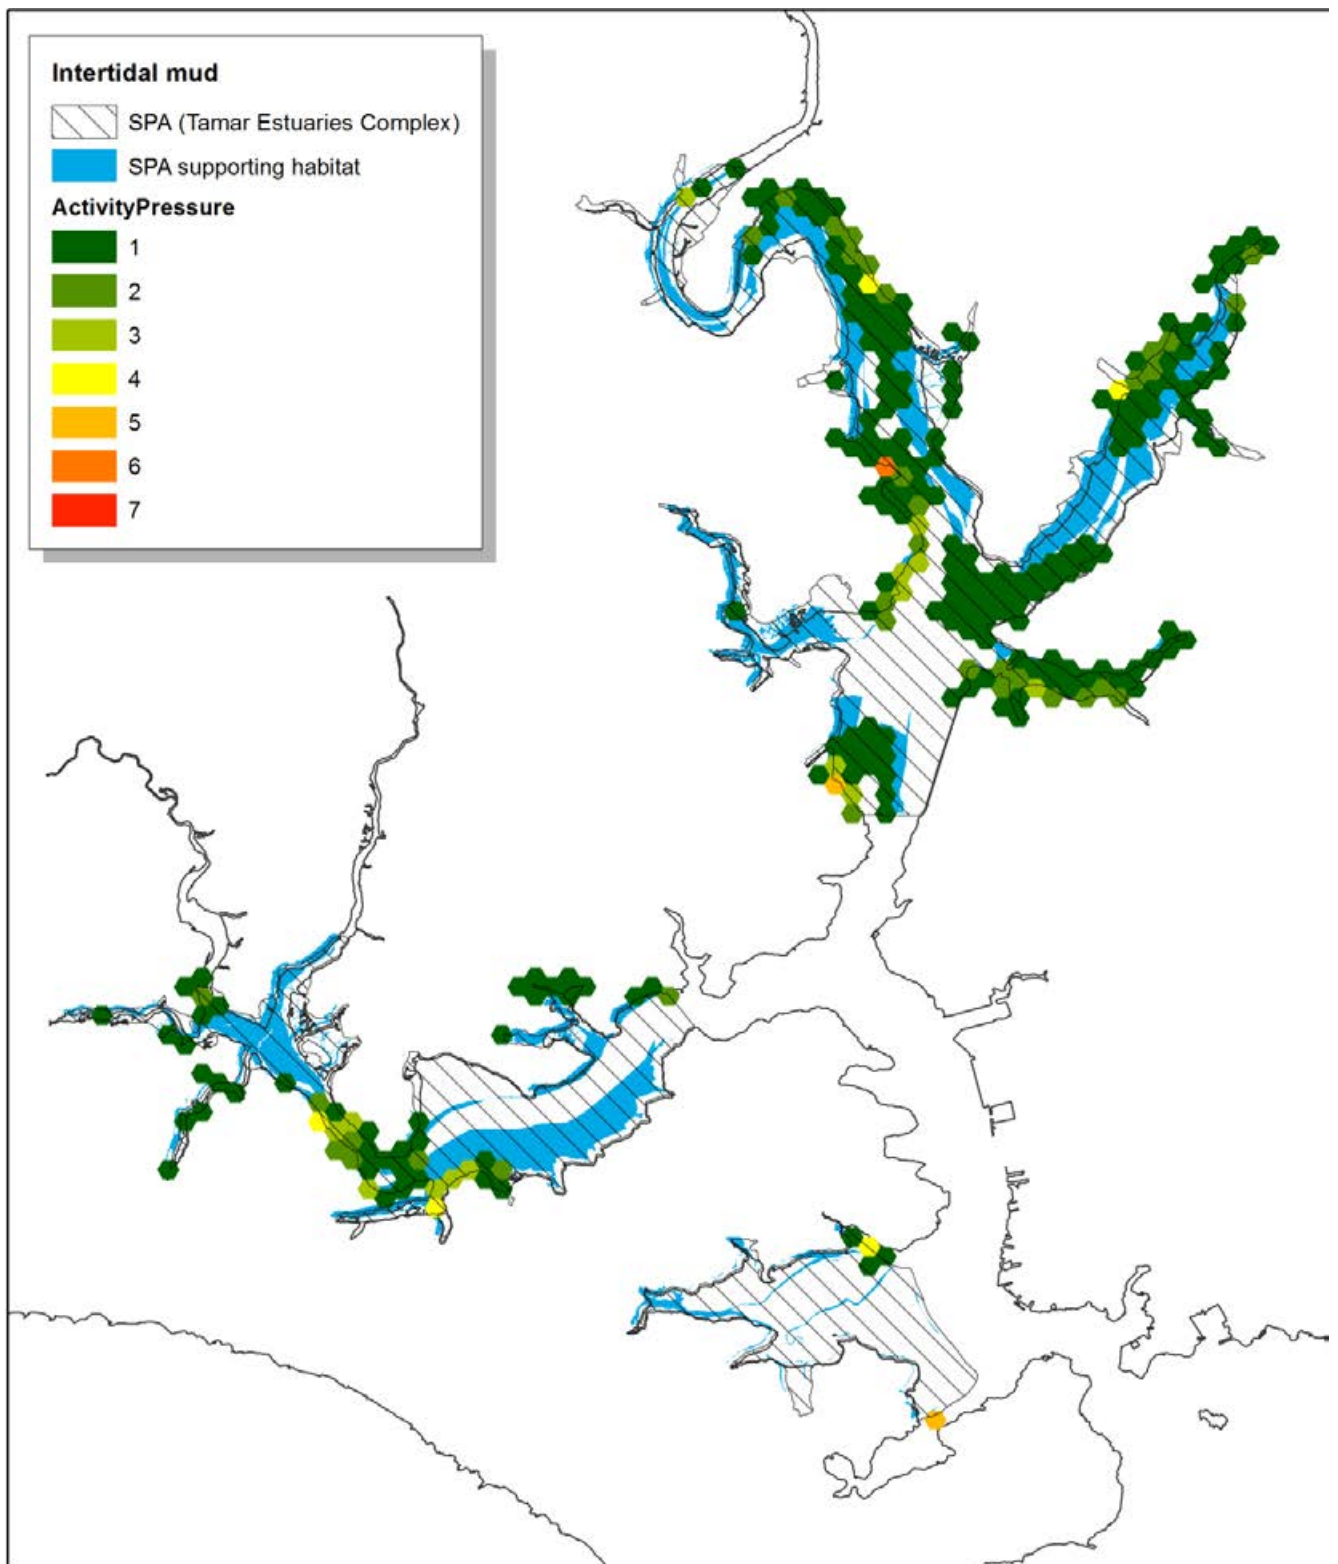 Intertidal mud
SPA (Tamar Estuaries Complex)
SPA supporting habitat
ActivityPressure
1
2
3
4
5
6
7